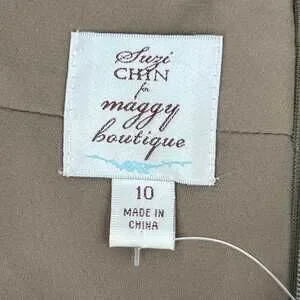 Suzi
CHIN
for
maggy
boutique
10
MADE IN
CHINA